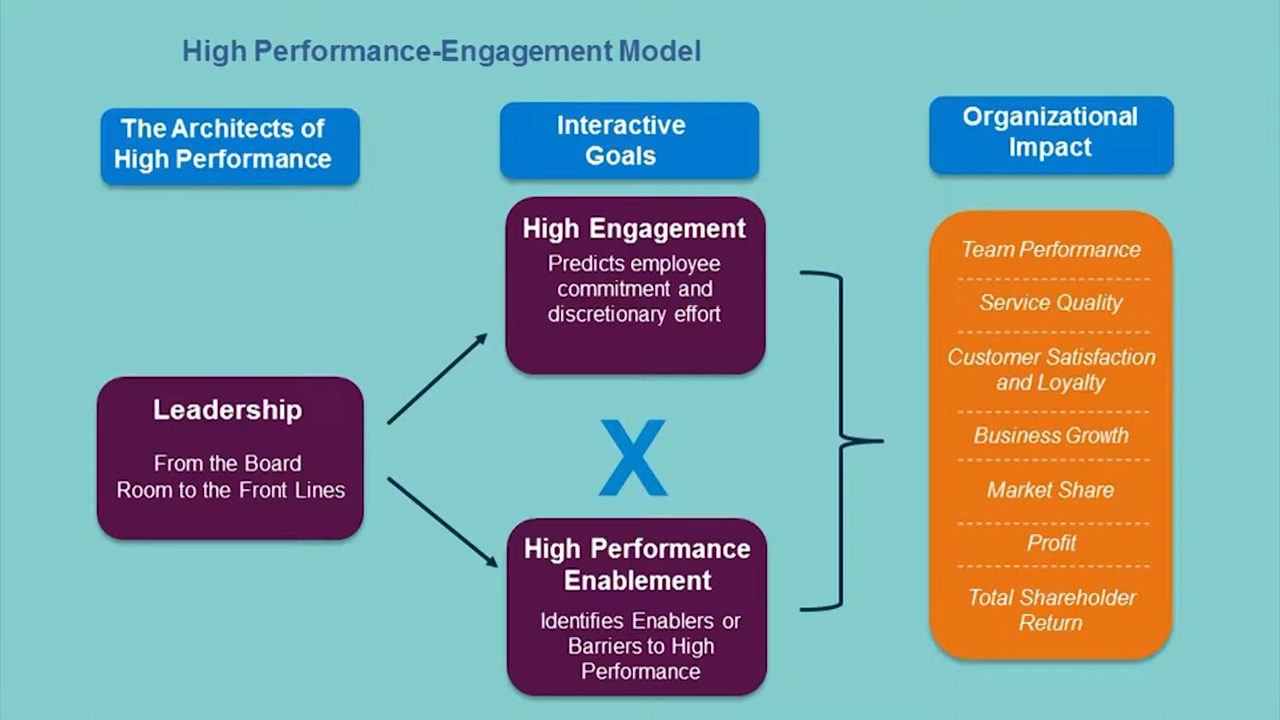 High Performance-Engagement Model
The Architects of
High Performance
Interactive
Goals
Organizational
Impact
Leadership
From the Board
Room to the Front Lines
High Engagement
Predicts employee
commitment and
discretionary effort
X
High Performance
Enablement
Identifies Enablers or
Barriers to High
Performance
Team Performance
Service Quality
Customer Satisfaction
and Loyalty
Business Growth
Market Share
Profit
Total Shareholder
Return